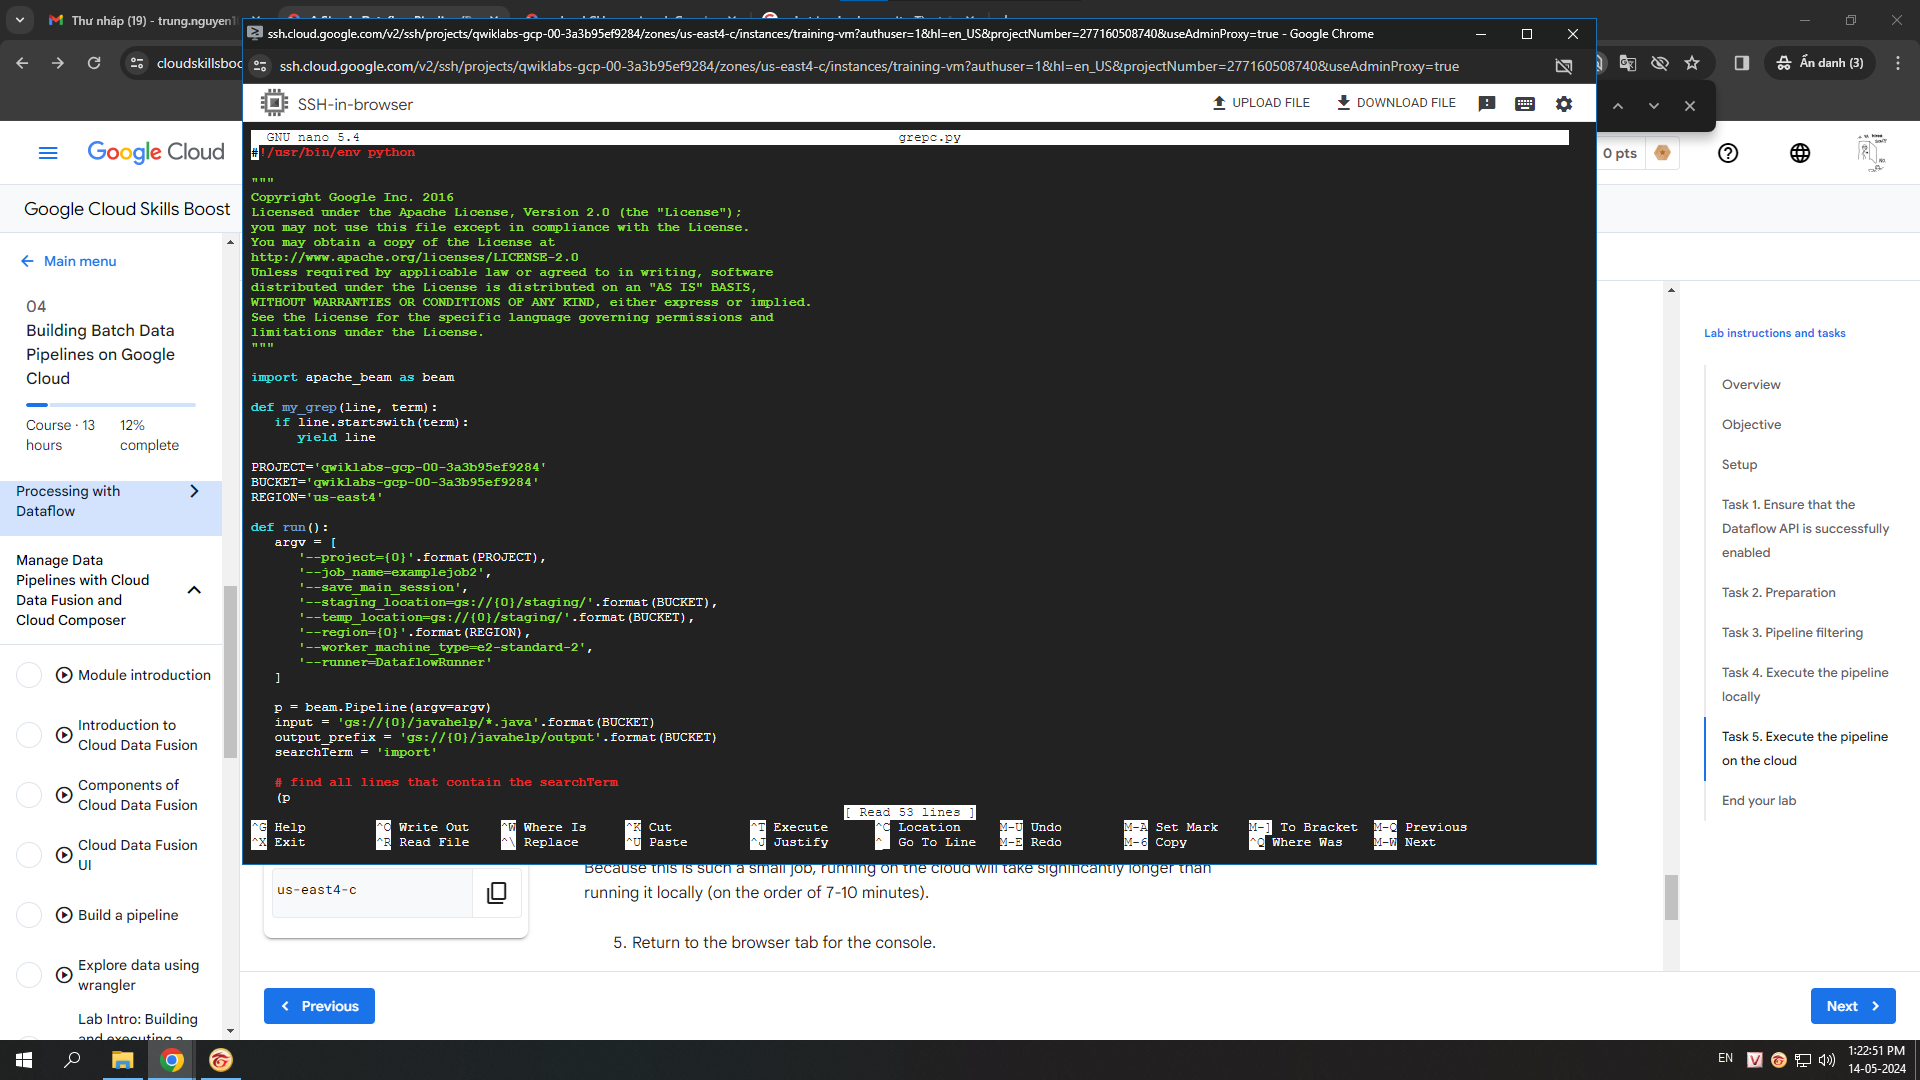 Thư nháp (19) - trung.nguyen1
ssh.cloud.google.com/v2/ssh/projects/qwiklabs-gcp-00-3a3b95ef9284/zones/us-east4-c/instances/training-vm?authuser=1&hl=en_US&projectNumber=277160508740&useAdminProxy=true - Google Chrome
cloudskillsboo
ssh.cloud.google.com/v2/ssh/projects/qwiklabs-gcp-00-3a3b95ef9284/zones/us-east4-c/instances/training-vm?authuser=1&hl=en_US&projectNumber=277160508740&useAdminProxy=true
Ẩn danh (3)
SSH-in-browser
UPLOAD FILE
DOWNLOAD FILE
Google Cloud
0 pts
Google Cloud Skills Boost
Main menu
04
Building Batch Data
Pipelines on Google
Cloud
Course · 13
hours
12%
complete
Processing with
Dataflow
Manage Data
Pipelines with Cloud
Data Fusion and
Cloud Composer
Module introduction
Introduction to
Cloud Data Fusion
Components of
Cloud Data Fusion
Cloud Data Fusion
UI
Build a pipeline
Explore data using
wrangler
Lab Intro: Building
and executing a
GNU nano 5.4
grepc.py
#!/usr/bin/env python
"""
Copyright Google Inc. 2016
Licensed under the Apache License, Version 2.0 (the "License");
you may not use this file except in compliance with the License.
You may obtain a copy of the License at
http://www.apache.org/licenses/LICENSE-2.0
Unless required by applicable law or agreed to in writing, software
distributed under the License is distributed on an "AS IS" BASIS,
WITHOUT WARRANTIES OR CONDITIONS OF ANY KIND, either express or implied.
See the License for the specific language governing permissions and
limitations under the License.
"""
import apache_beam as beam
def my_grep(line, term):
if line.startswith(term):
yield line
PROJECT='qwiklabs-gcp-00-3a3b95ef9284'
BUCKET='qwiklabs-gcp-00-3a3b95ef9284'
REGION='us-east4'
def run():
argv = [
'--project={0}'.format(PROJECT),
'--job_name=examplejob2',
'--save_main_session',
'--staging_location=gs://{0}/staging/'.format(BUCKET),
'--temp_location=gs://{0}/staging/'.format(BUCKET),
'--region={0}'.format(REGION),
'--worker_machine_type=e2-standard-2',
'--runner=DataflowRunner'
]
p = beam.Pipeline(argv=argv)
input = 'gs://{0}/javahelp/*.java'.format(BUCKET)
output_prefix = 'gs://{0}/javahelp/output'.format(BUCKET)
searchTerm = 'import'
# find all lines that contain the searchTerm
(p
[ Read 53 lines ]
^G Help ^O Write Out ^W Where Is ^K Cut ^T Execute ^C Location M-U Undo M-A Set Mark M-] To Bracket M-Q Previous
^X Exit ^R Read File ^\ Replace ^U Paste ^J Justify ^_ Go To Line M-E Redo M-6 Copy ^Q Where Was M-W Next
us-east4-c
Because this is such a small job, running on the cloud will take significantly longer than
running it locally (on the order of 7-10 minutes).
5. Return to the browser tab for the console.
Previous
Next
Lab instructions and tasks
Overview
Objective
Setup
Task 1. Ensure that the
Dataflow API is successfully
enabled
Task 2. Preparation
Task 3. Pipeline filtering
Task 4. Execute the pipeline
locally
Task 5. Execute the pipeline
on the cloud
End your lab
EN
1:22:51 PM
14-05-2024